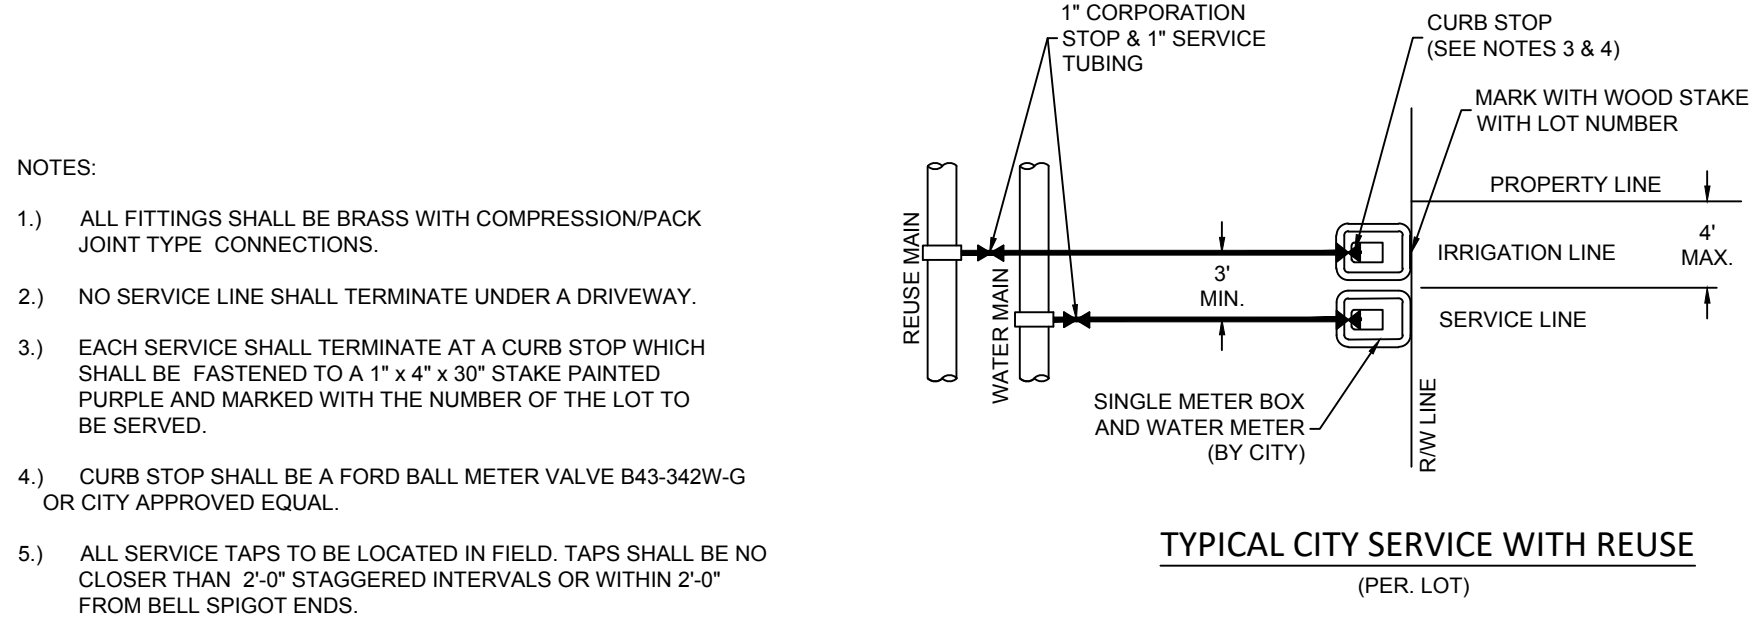 NOTES:
1.) ALL FITTINGS SHALL BE BRASS WITH COMPRESSION/PACK
JOINT TYPE CONNECTIONS.
2.) NO SERVICE LINE SHALL TERMINATE UNDER A DRIVEWAY.
3.) EACH SERVICE SHALL TERMINATE AT A CURB STOP WHICH
SHALL BE FASTENED TO A 1" x 4" x 30" STAKE PAINTED
PURPLE AND MARKED WITH THE NUMBER OF THE LOT TO
BE SERVED.
4.) CURB STOP SHALL BE A FORD BALL METER VALVE B43-342W-G
OR CITY APPROVED EQUAL.
5.) ALL SERVICE TAPS TO BE LOCATED IN FIELD. TAPS SHALL BE NO
CLOSER THAN 2'-0" STAGGERED INTERVALS OR WITHIN 2'-0"
FROM BELL SPIGOT ENDS.
1" CORPORATION
STOP & 1" SERVICE
TUBING
CURB STOP
(SEE NOTES 3 & 4)
MARK WITH WOOD STAKE
WITH LOT NUMBER
PROPERTY LINE
4'
MAX.
IRRIGATION LINE
SERVICE LINE
REUSE MAIN
WATER MAIN
3'
MIN.
SINGLE METER BOX
AND WATER METER
(BY CITY)
R/W LINE
TYPICAL CITY SERVICE WITH REUSE
(PER. LOT)